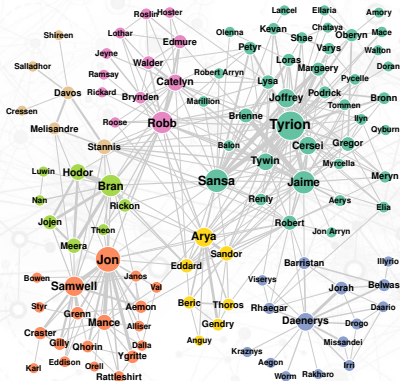 Roslin
Hoster
Lancel
Ellaria
Amory
Shireen
Lothar
Edmure
Olenna
Kevan
Chataya
Oberyn
Mace
Shae
Petyr
Varys
Walton
Jeyne
Walder
Loras
Salladhor
Ramsay
Catelyn
Robert Arryn
Margaery
Doran
Lysa
Pycelle
Davos
Rickard
Brynden
Marillion
Joffrey
Podrick
Bronn
Tommen
Cressen
Melisandre
Roose
Robb
Brienne
Tyrion
Ilyn
Qyburn
Stannis
Balon
Cersei
Gregor
Luwin
Hodor
Tywin
Myrcella
Meryn
Bran
Sansa
Jaime
Nan
Rickon
Renly
Aerys
Elia
Jojen
Theon
Robert
Jon Arryn
Meera
Arya
Jon
Sandor
Eddard
Barristan
Illyrio
Bowen
Janos
Viserys
Jorah
Belwas
Samwell
Val
Styr
Grenn
Aemon
Beric
Thoros
Rhaegar
Daario
Craster
Mance
Alliser
Gendry
Daenerys
Drogo
Gilly
Qhorin
Dalla
Anguy
Missandei
Karl
Eddison
Orell
Ygritte
Kraznys
Aegon
Irri
Rattleshirt
Worm
Rakharo